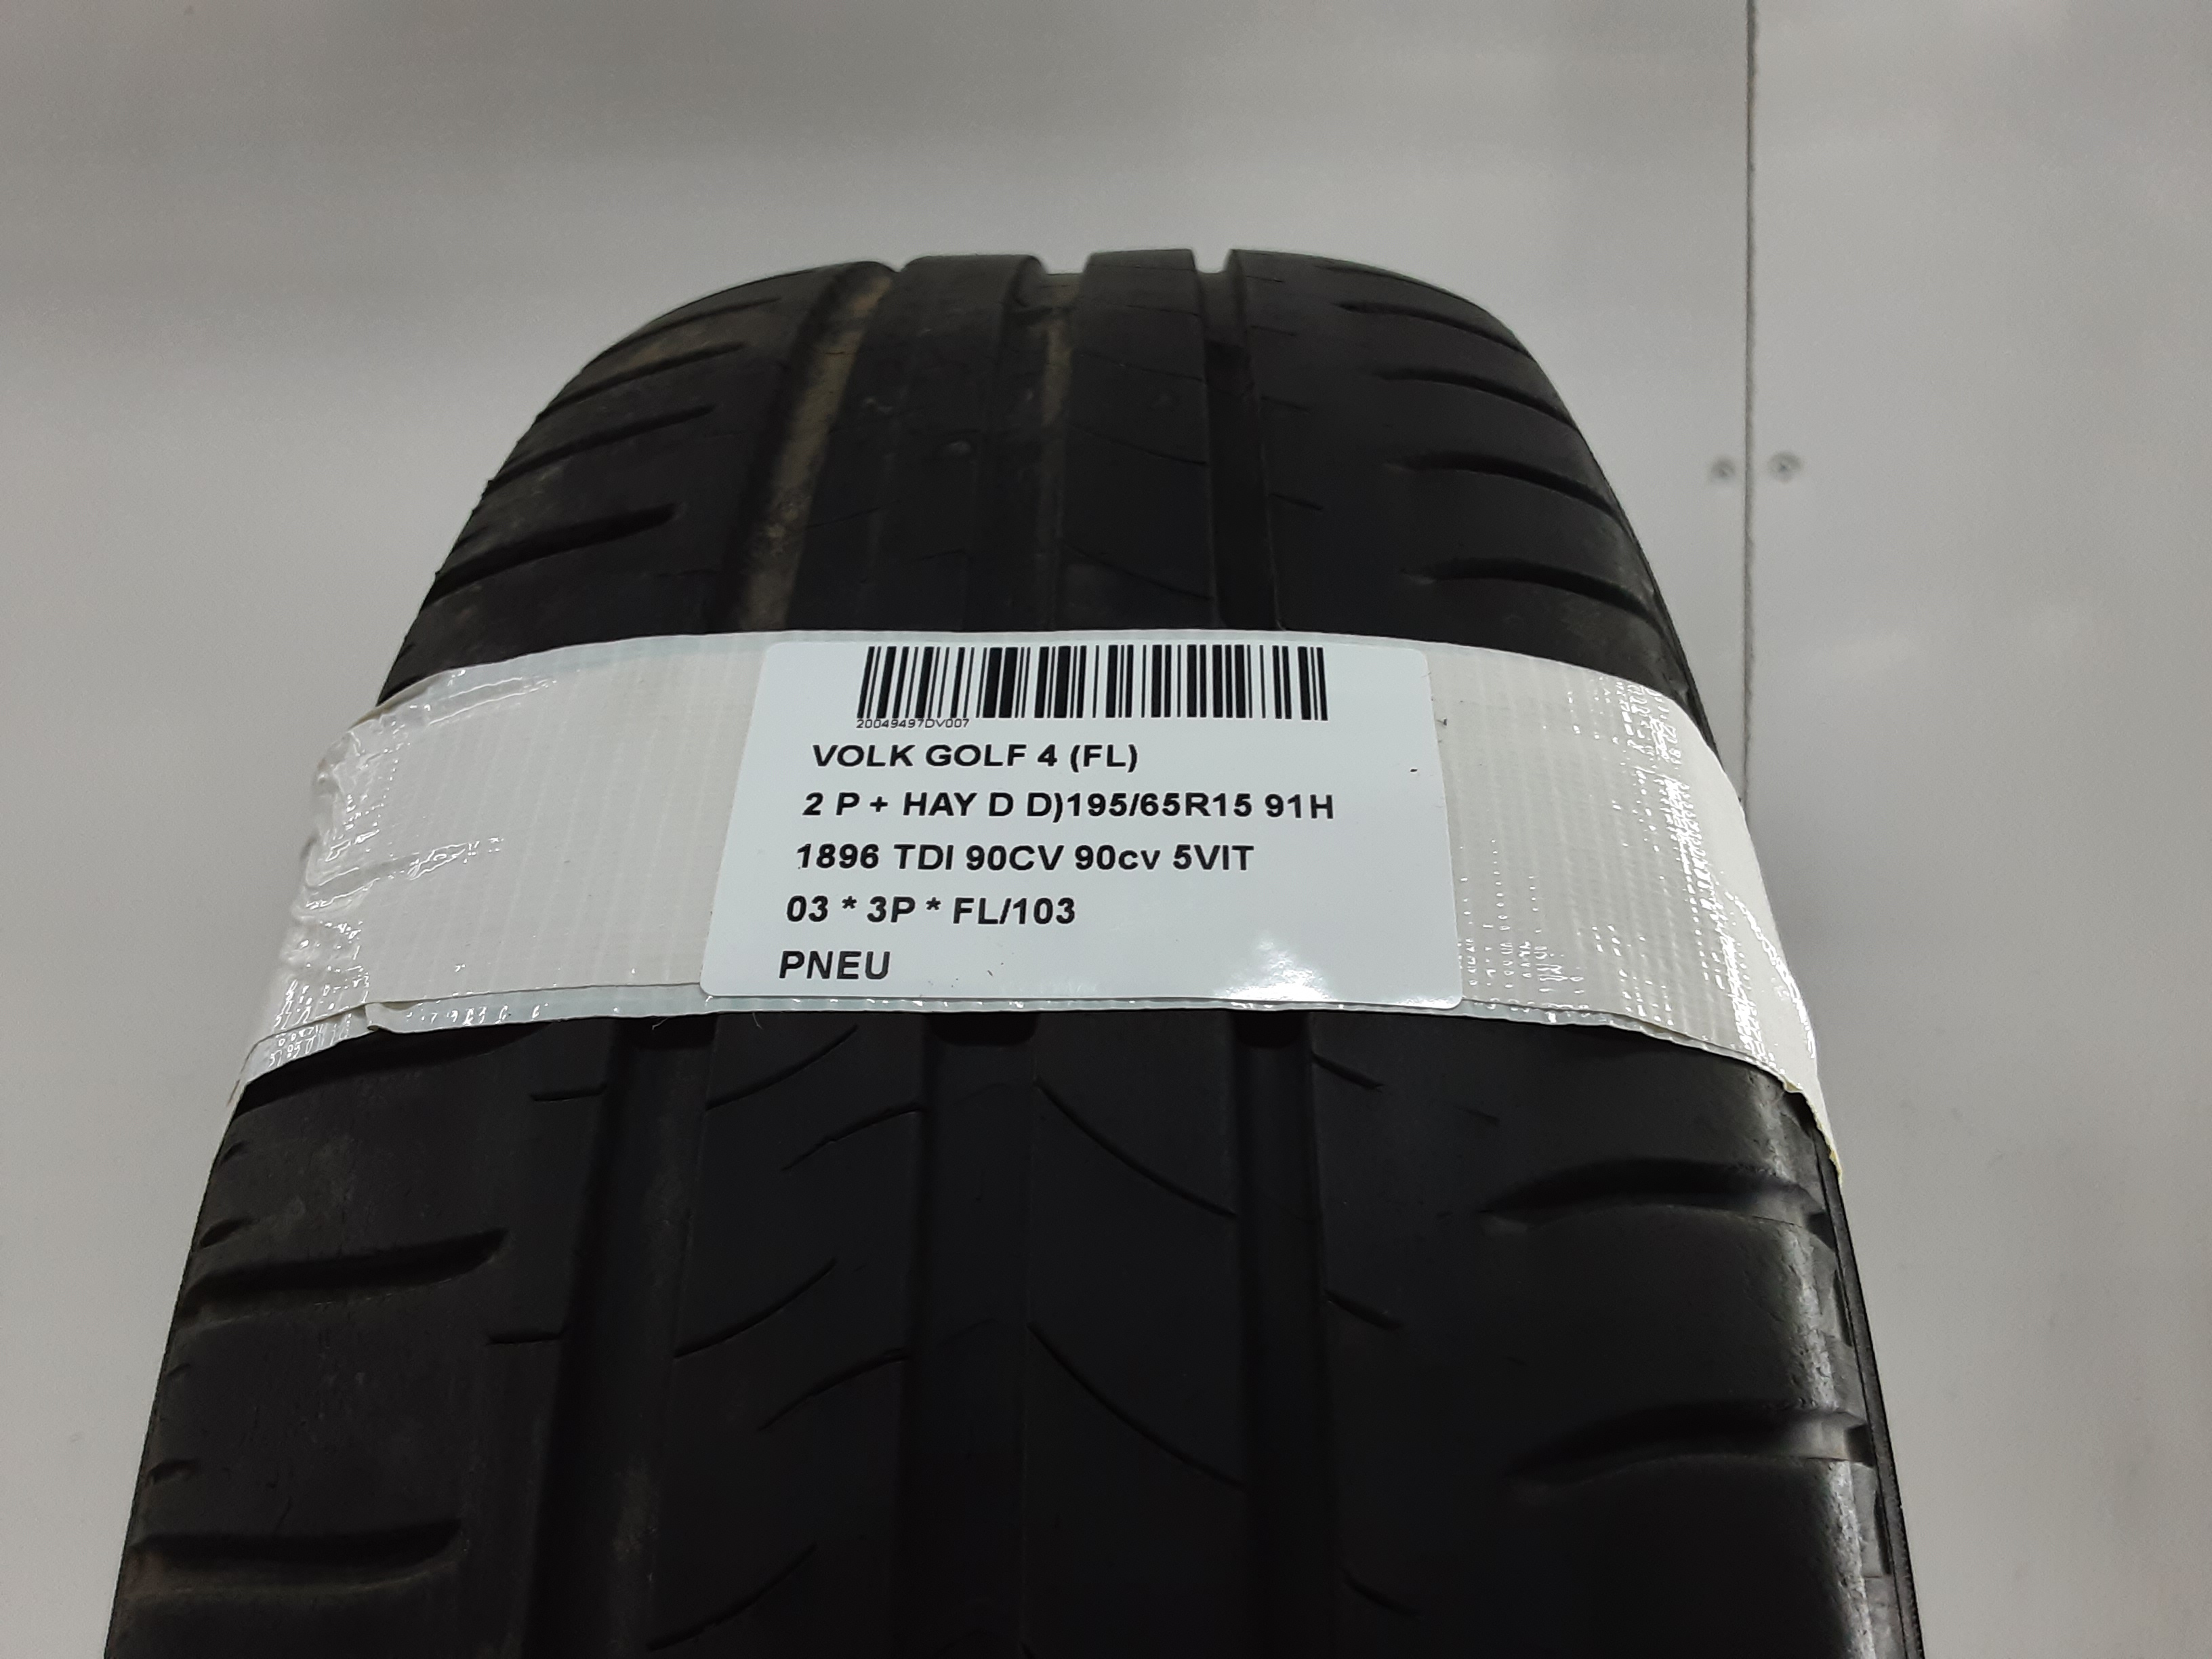 20049497DV007
VOLK GOLF 4 (FL)
2 P + HAY D D)195/65R15 91H
1896 TDI 90CV 90cv 5VIT
03 * 3P * FL/103
PNEU